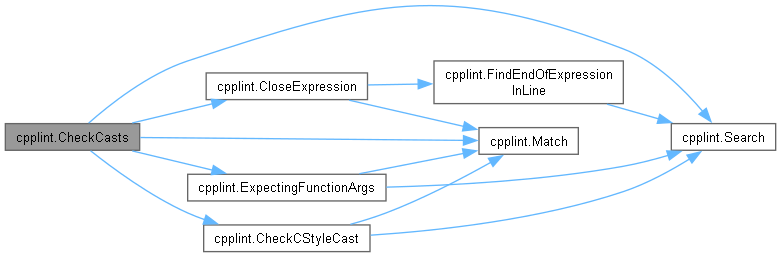 cpplint.CheckCasts
cpplint.CloseExpression
cpplint.FindEndOfExpression
InLine
cpplint.Match
cpplint.Search
cpplint.ExpectingFunctionArgs
cpplint.CheckCStyleCast